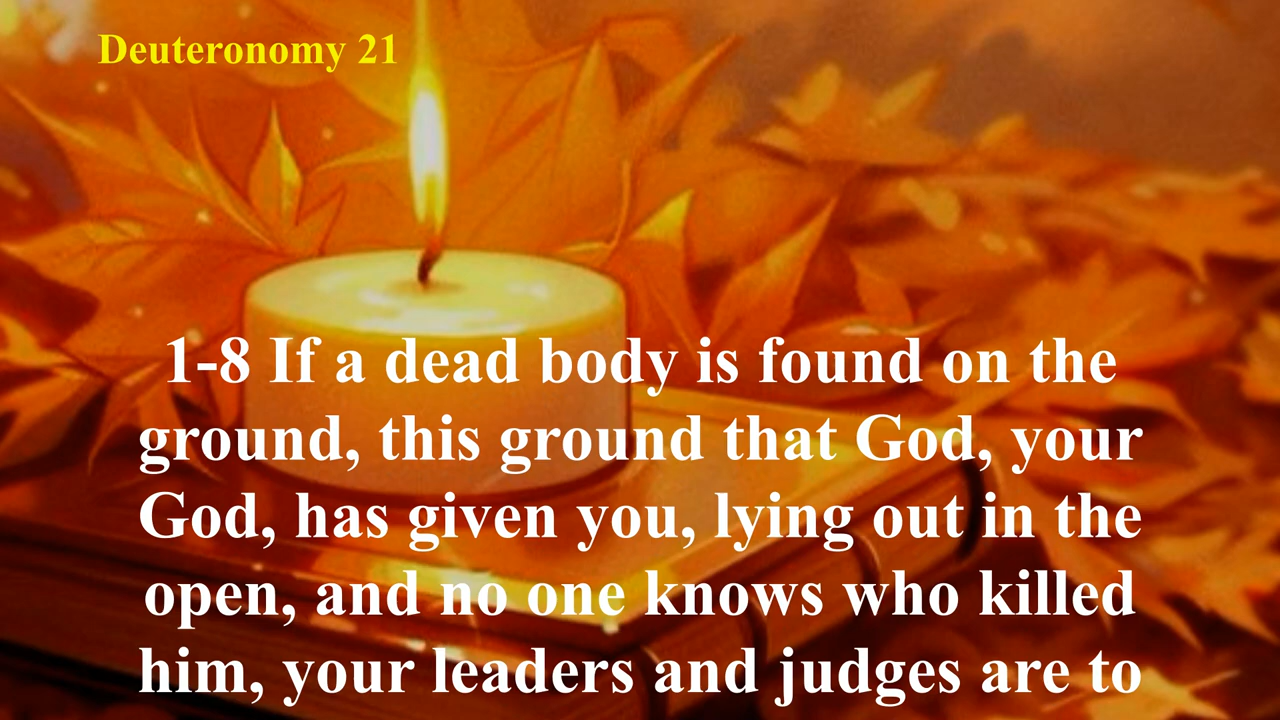 Deuteronomy 21
1-8 If a dead body is found on the
ground, this ground that God, your
God, has given you, lying out in the
open, and no one knows who killed
him, your leaders and judges are to